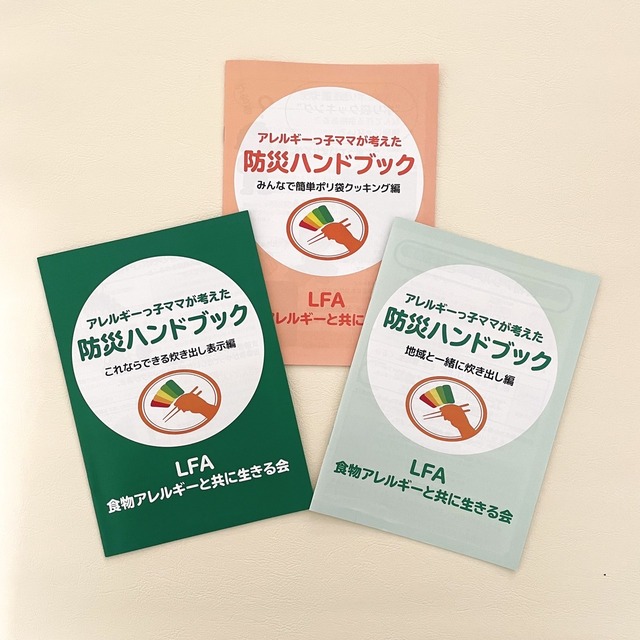 アレルギーっ子ママが考えた
防災ハンドブック
みんなで簡単ポリ袋クッキング編
LFA
アレルギーと共に
アレルギーっ子ママが考えた
防災ハンドブック
これならできる炊き出し表示編
LFA
食物アレルギーと共に生きる会
アレルギーっ子ママが考えた
防災ハンドブック
地域と一緒に炊き出し編
LFA
食物アレルギーと共に生きる会